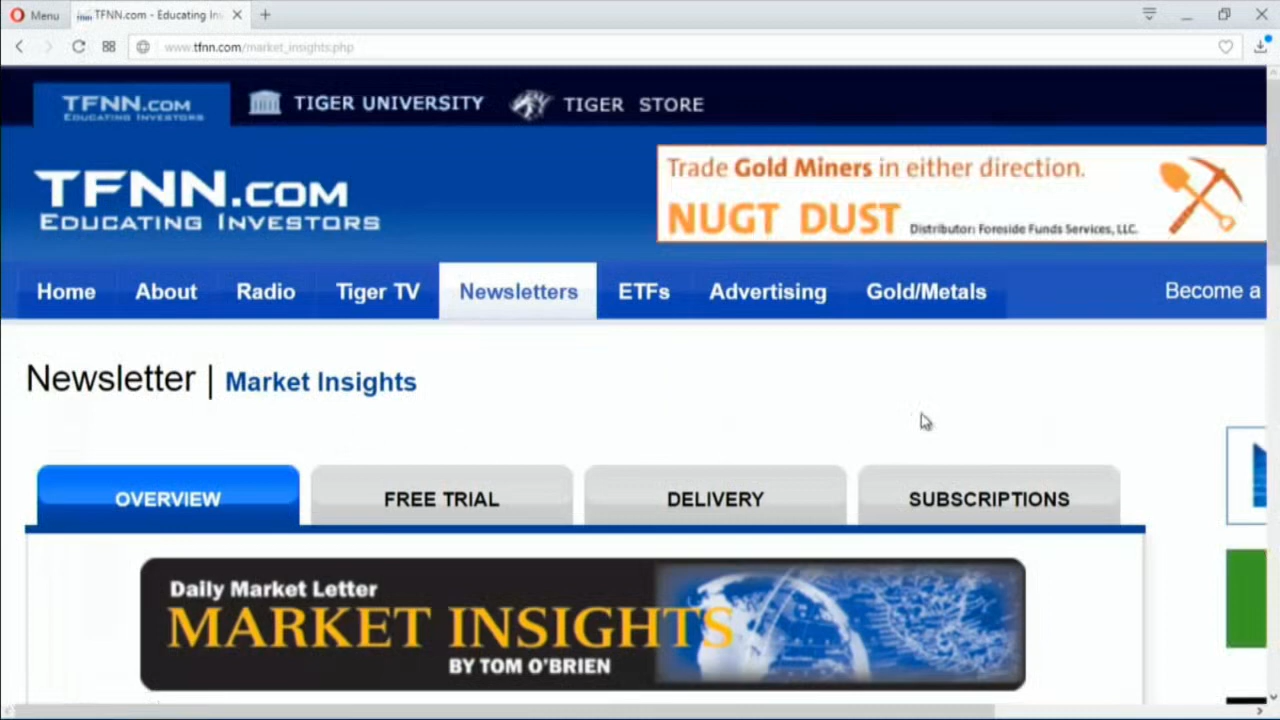 Menu
TFNN.com - Educating In
www.tfnn.com/market_insights.php
TFNN.COM
EDUCATING INVESTORS
TIGER UNIVERSITY
TIGER STORE
TFNN.COM
EDUCATING INVESTORS
Trade Gold Miners in either direction.
NUGT DUST Distributor: Foreside Funds Services, LLC.
Home About Radio Tiger TV Newsletters ETFs Advertising Gold/Metals Become a
Newsletter | Market Insights
OVERVIEW FREE TRIAL DELIVERY SUBSCRIPTIONS
Daily Market Letter
MARKET INSIGHTS
BY TOM O'BRIEN